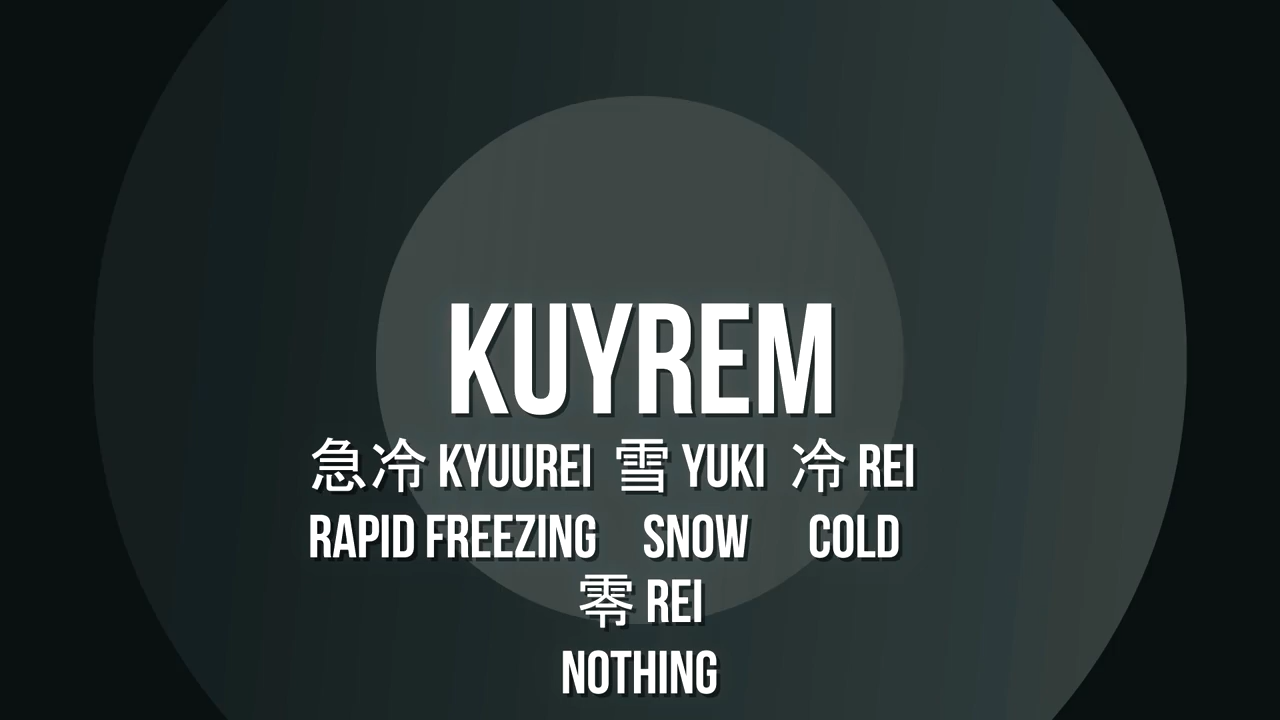 KUYREM
急冷 KYUUREI 雪 YUKI 冷 REI
RAPID FREEZING SNOW COLD
零 REI
NOTHING